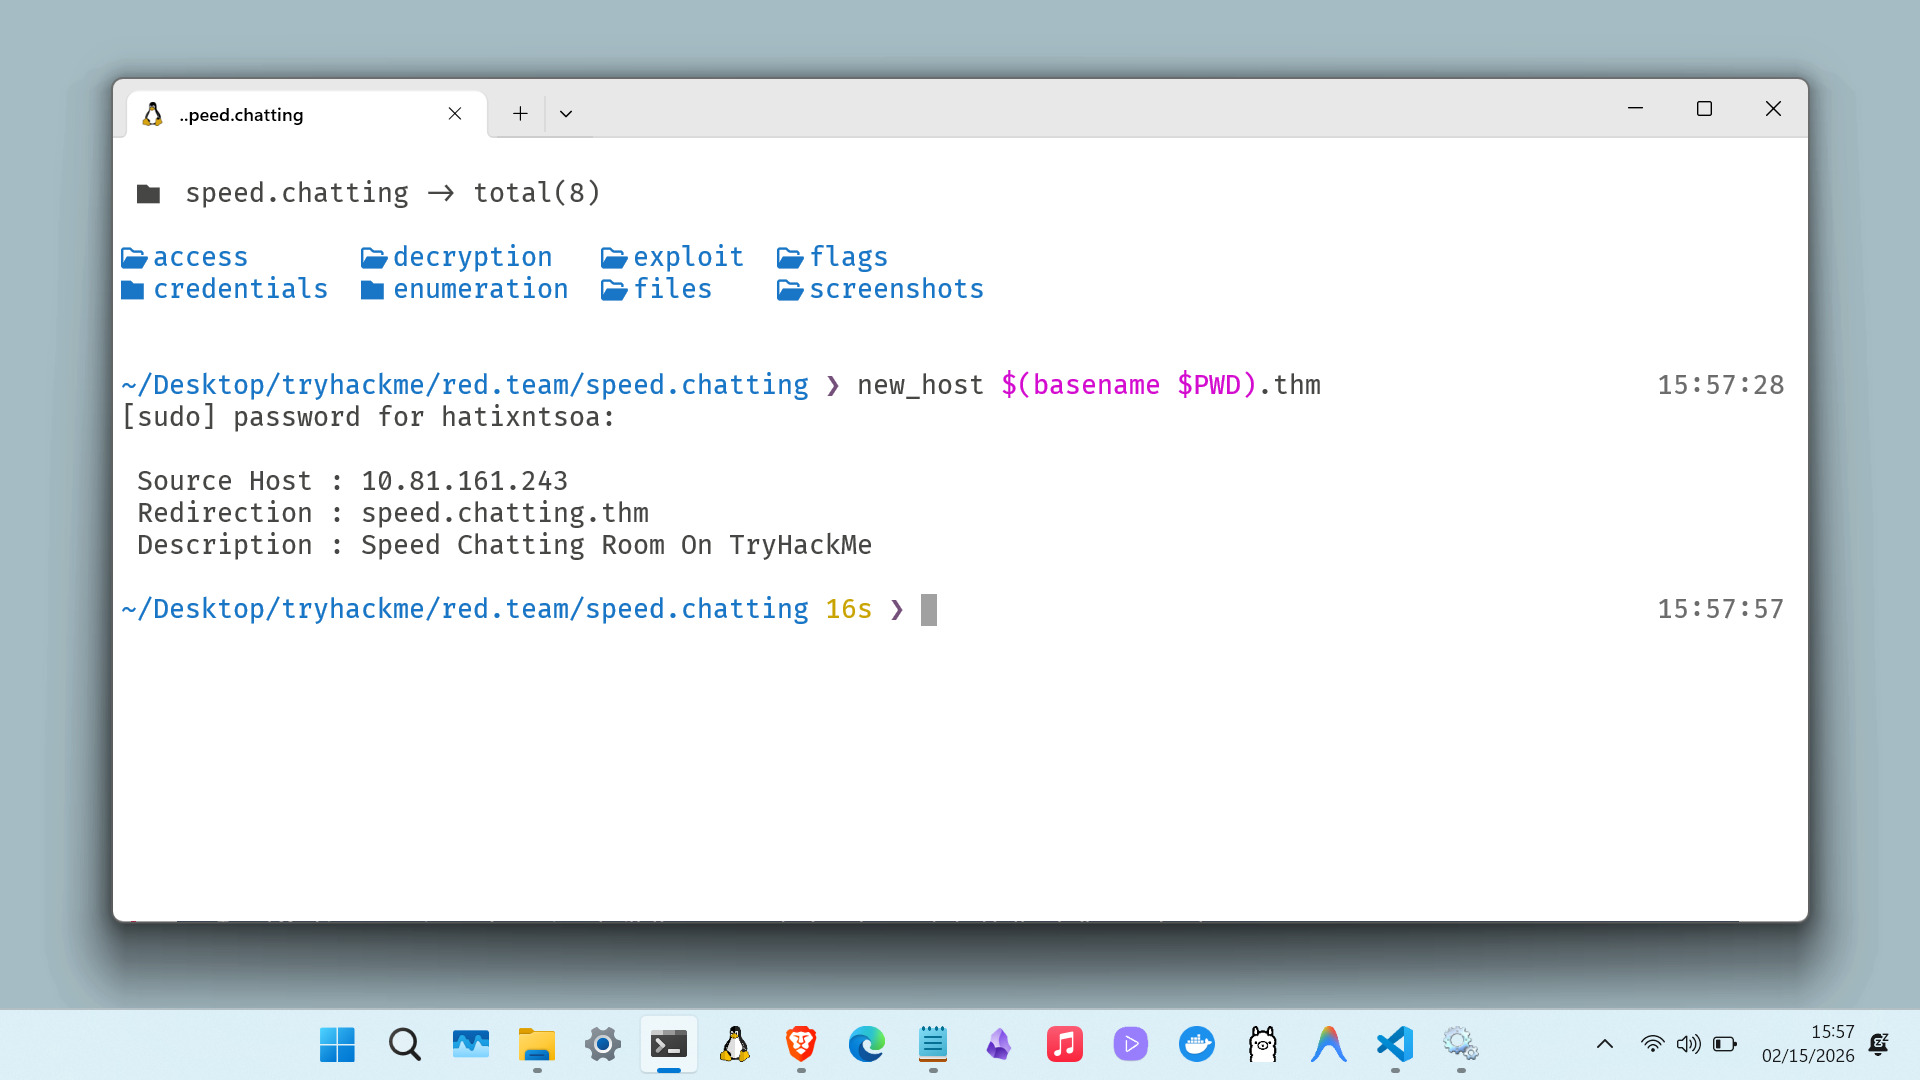 ..peed.chatting
speed.chatting → total(8)
access decryption exploit flags
credentials enumeration files screenshots
~/Desktop/tryhackme/red.team/speed.chatting ❯ new_host $(basename $PWD).thm 15:57:28
[sudo] password for hatixntsoa:
Source Host : 10.81.161.243
Redirection : speed.chatting.thm
Description : Speed Chatting Room On TryHackMe
~/Desktop/tryhackme/red.team/speed.chatting 16s ❯ 15:57:57
15:57
02/15/2026